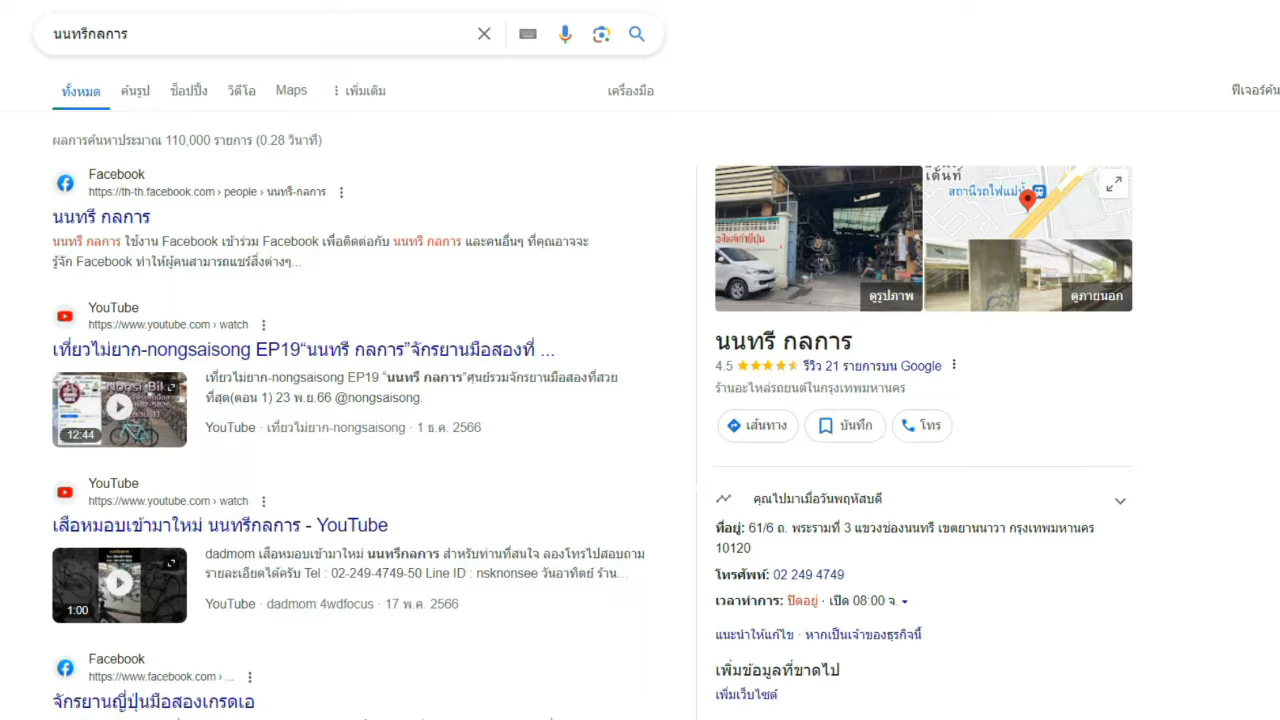 นนทรีกลการ
ทั้งหมด ค้นรูป ช็อปปิ้ง วิดีโอ Maps เพิ่มเติม เครื่องมือ
ผลการค้นหาประมาณ 110,000 รายการ (0.28 วินาที)
Facebook
https://th-th.facebook.com › people › นนทรี-กลการ
นนทรี กลการ
นนทรี กลการ ใช้งาน Facebook เข้าร่วม Facebook เพื่อติดต่อกับ นนทรี กลการ และคนอื่นๆ ที่คุณอาจจะ
รู้จัก Facebook ทำให้ผู้คนสามารถแชร์สิ่งต่างๆ...
YouTube
https://www.youtube.com › watch
เที่ยวไม่ยาก-nongsaisong EP19“นนทรี กลการ”จักรยานมือสองที่ ...
12:44
เที่ยวไม่ยาก-nongsaisong EP19 “นนทรี กลการ”ศูนย์รวมจักรยานมือสองที่สวย
ที่สุด(ตอน 1) 23 พ.ย.66 @nongsaisong.
YouTube · เที่ยวไม่ยาก-nongsaisong · 1 ธ.ค. 2566
YouTube
https://www.youtube.com › watch
เสือหมอบเข้ามาใหม่ นนทรีกลการ - YouTube
1:00
dadmom เสือหมอบเข้ามาใหม่ นนทรีกลการ สำหรับท่านที่สนใจ ลองโทรไปสอบถาม
รายละเอียดได้ครับ Tel : 02-249-4749-50 Line ID : nsknonsee วันอาทิตย์ ร้าน...
YouTube · dadmom 4wdfocus · 17 พ.ค. 2566
Facebook
https://www.facebook.com › ...
จักรยานญี่ปุ่นมือสองเกรดเอ
สถานีรถไฟแม่น้ำ
ดูรูปภาพ
ดูภายนอก
นนทรี กลการ
4.5 รีวิว 21 รายการบน Google
ร้านอะไหล่รถยนต์ในกรุงเทพมหานคร
เส้นทาง บันทึก โทร
คุณไปมาเมื่อวันพฤหัสบดี
ที่อยู่: 61/6 ถ. พระรามที่ 3 แขวงช่องนนทรี เขตยานนาวา กรุงเทพมหานคร
10120
โทรศัพท์: 02 249 4749
เวลาทำการ: ปิดอยู่ · เปิด 08:00 จ.
แนะนำให้แก้ไข · หากเป็นเจ้าของธุรกิจนี้
เพิ่มข้อมูลที่ขาดไป
เพิ่มเว็บไซต์